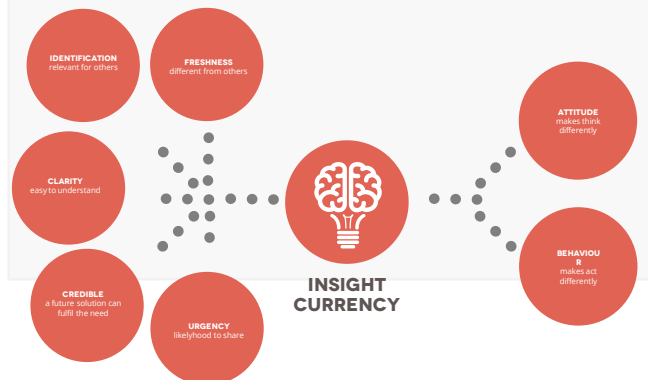 IDENTIFICATION
relevant for others
FRESHNESS
different from others
CLARITY
easy to understand
CREDIBLE
a future solution can
fulfil the need
URGENCY
likelyhood to share
INSIGHT
CURRENCY
ATTITUDE
makes think
differently
BEHAVIOU
R
makes act
differently